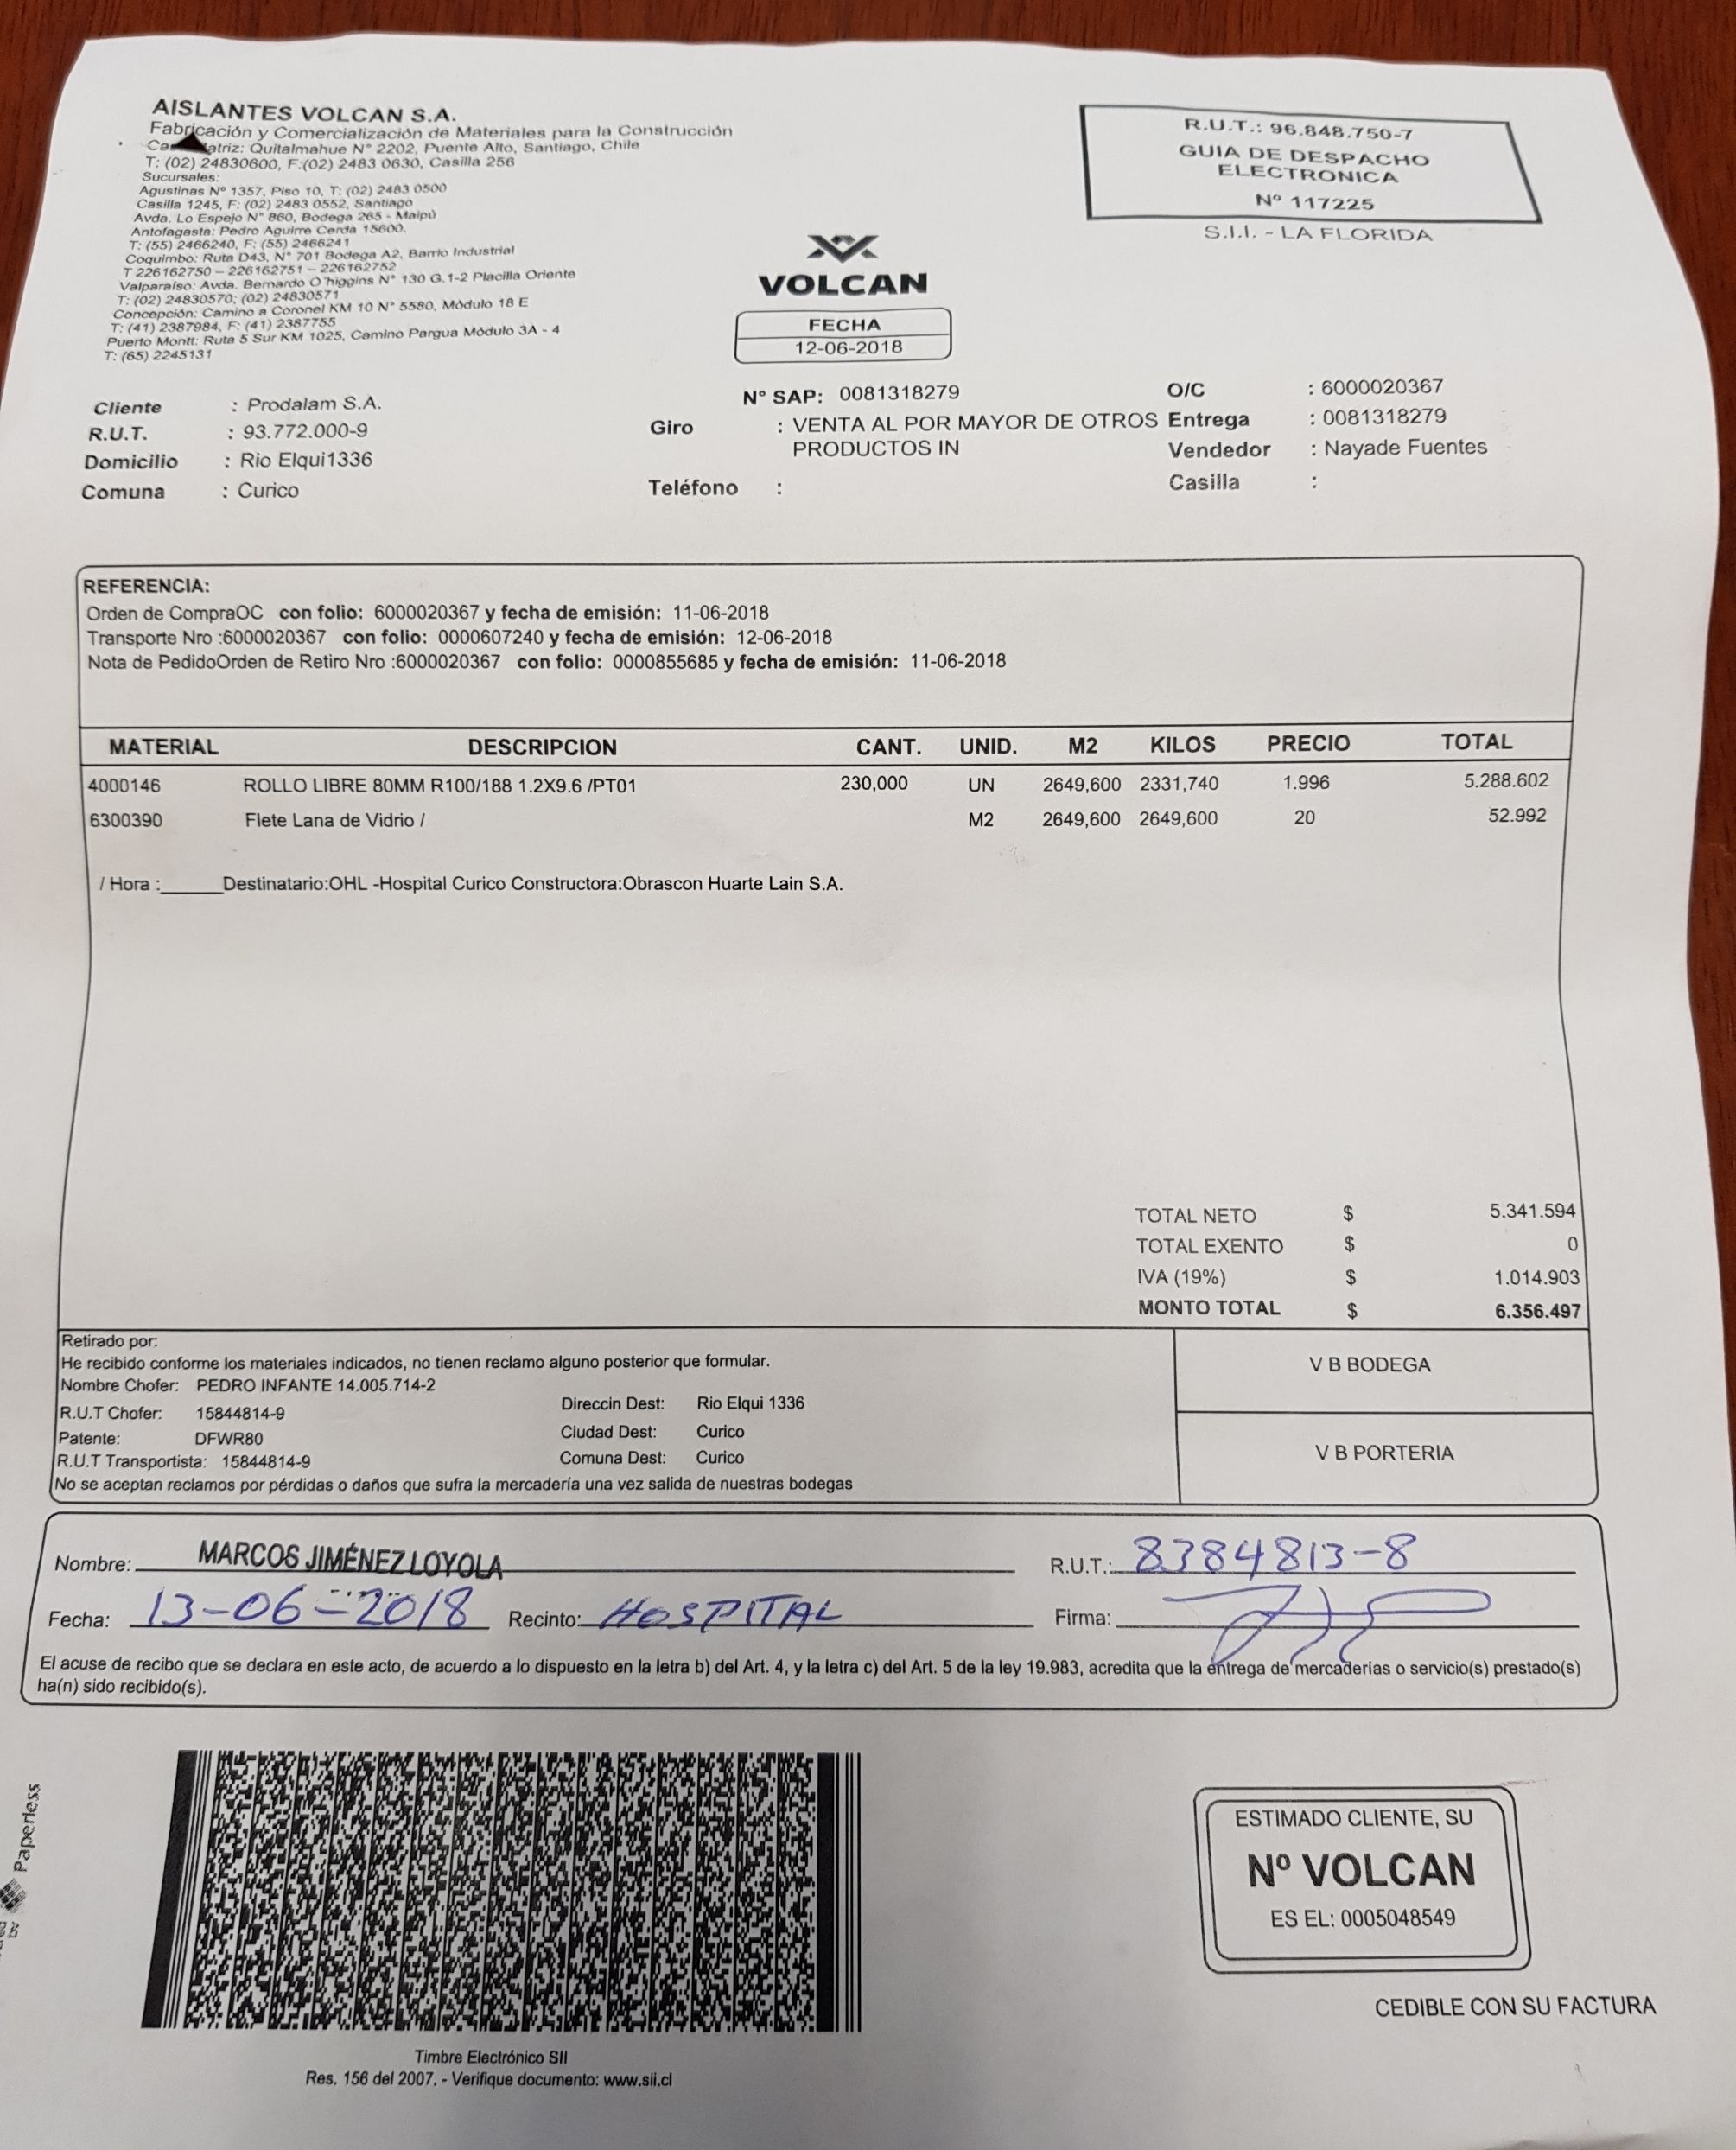 AISLANTES VOLCAN S.A.
Fabricación y Comercialización de Materiales para la Construcción
Quitalmahue N° 2202, Puente Alto, Santiago, Chile
T: (02) 24830600, F:(02) 2483 0630, Casilla 256
Sucursales:
Agustinas Nº 1357, Piso 10, T: (02) 2483 0500
Casilla 1245, F: (02) 2483 0552, Santiago
Avda. Lo Espejo N° 860, Bodega 265 - Maipú
Antofagasta: Pedro Aguirre Cerda 15600.
T: (55) 2466240, F: (55) 2466241
Coquimbo: Ruta D43, N° 701 Bodega A2, Barrio Industrial
T 226162750 – 226162751 – 226162752
Valparaíso: Avda. Bernardo O´higgins N° 130 G.1-2 Placilla Oriente
T: (02) 24830570; (02) 24830571
Concepción: Camino a Coronel KM 10 N° 5580, Módulo 18 E
T: (41) 2387984, F: (41) 2387755
Puerto Montt: Ruta 5 Sur KM 1025, Camino Pargua Módulo 3A - 4
T: (65) 2245131
R.U.T.: 96.848.750-7
GUIA DE DESPACHO
ELECTRONICA
Nº 117225
S.I.I. - LA FLORIDA
VOLCAN
FECHA
12-06-2018
Cliente : Prodalam S.A. N° SAP: 0081318279 O/C : 6000020367
R.U.T. : 93.772.000-9 Giro : VENTA AL POR MAYOR DE OTROS Entrega : 0081318279
Domicilio : Rio Elqui1336 PRODUCTOS IN Vendedor : Nayade Fuentes
Comuna : Curico Teléfono : Casilla :
REFERENCIA:
Orden de CompraOC con folio: 6000020367 y fecha de emisión: 11-06-2018
Transporte Nro :6000020367 con folio: 0000607240 y fecha de emisión: 12-06-2018
Nota de PedidoOrden de Retiro Nro :6000020367 con folio: 0000855685 y fecha de emisión: 11-06-2018
MATERIAL DESCRIPCION CANT. UNID. M2 KILOS PRECIO TOTAL
4000146 ROLLO LIBRE 80MM R100/188 1.2X9.6 /PT01 230,000 UN 2649,600 2331,740 1.996 5.288.602
6300390 Flete Lana de Vidrio / M2 2649,600 2649,600 20 52.992
/ Hora :______Destinatario:OHL -Hospital Curico Constructora:Obrascon Huarte Lain S.A.
TOTAL NETO $ 5.341.594
TOTAL EXENTO $ 0
IVA (19%) $ 1.014.903
MONTO TOTAL $ 6.356.497
Retirado por:
He recibido conforme los materiales indicados, no tienen reclamo alguno posterior que formular.
Nombre Chofer: PEDRO INFANTE 14.005.714-2
R.U.T Chofer: 15844814-9 Direccin Dest: Rio Elqui 1336
Patente: DFWR80 Ciudad Dest: Curico
R.U.T Transportista: 15844814-9 Comuna Dest: Curico
No se aceptan reclamos por pérdidas o daños que sufra la mercadería una vez salida de nuestras bodegas
V B BODEGA
V B PORTERIA
Nombre: MARCOS JIMÉNEZ LOYOLA R.U.T.: 8384813-8
Fecha: 13-06-2018 Recinto: HOSPITAL Firma:
El acuse de recibo que se declara en este acto, de acuerdo a lo dispuesto en la letra b) del Art. 4, y la letra c) del Art. 5 de la ley 19.983, acredita que la entrega de mercaderías o servicio(s) prestado(s)
ha(n) sido recibido(s).
Paperless
ESTIMADO CLIENTE, SU
Nº VOLCAN
ES EL: 0005048549
CEDIBLE CON SU FACTURA
Timbre Electrónico SII
Res. 156 del 2007. - Verifique documento: www.sii.cl